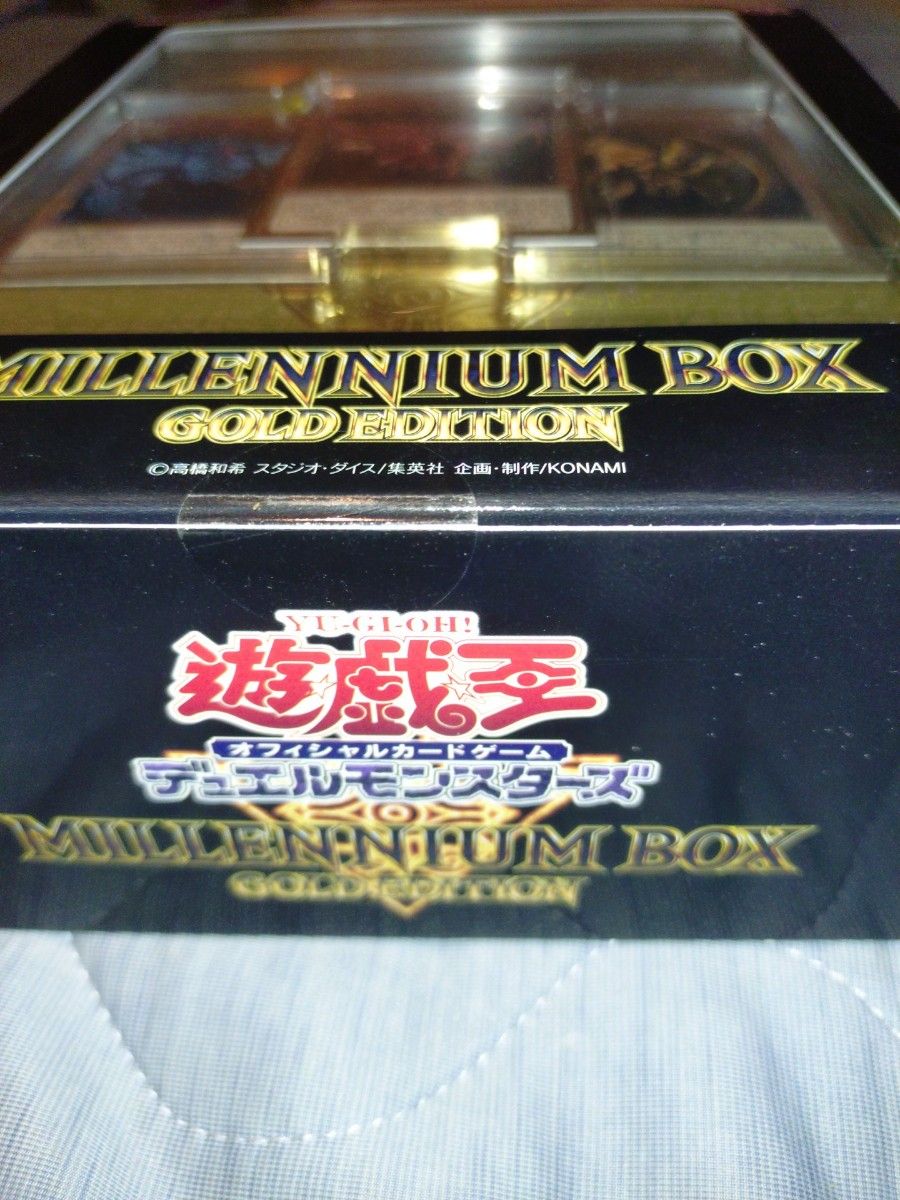 MILLENNIUM BOX
GOLD EDITION
©高橋和希 スタジオ・ダイス/集英社 企画・制作/KONAMI
YU-GI-OH!
遊☆戯☆王
オフィシャルカードゲーム
デュエルモンスターズ
MILLENNIUM BOX
GOLD EDITION